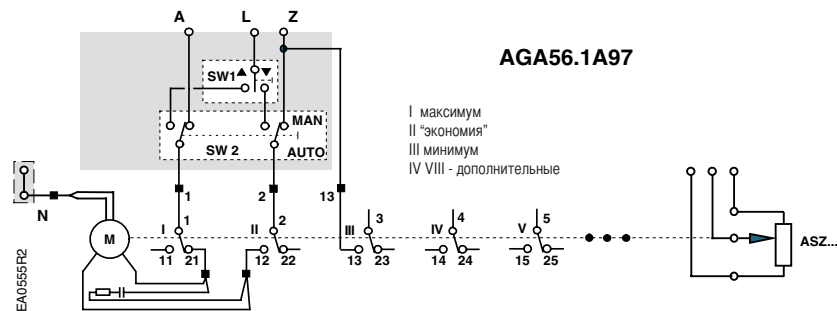 A L Z
AGA56.1A97
SW1
MAN
SW 2 AUTO
I максимум
II “экономия”
III минимум
IV VIII - дополнительные
N 1 2 13
M I 1 II 2 III 3 IV 4 V 5
11 21 12 22 13 23 14 24 15 25
ASZ...
EA0555R2